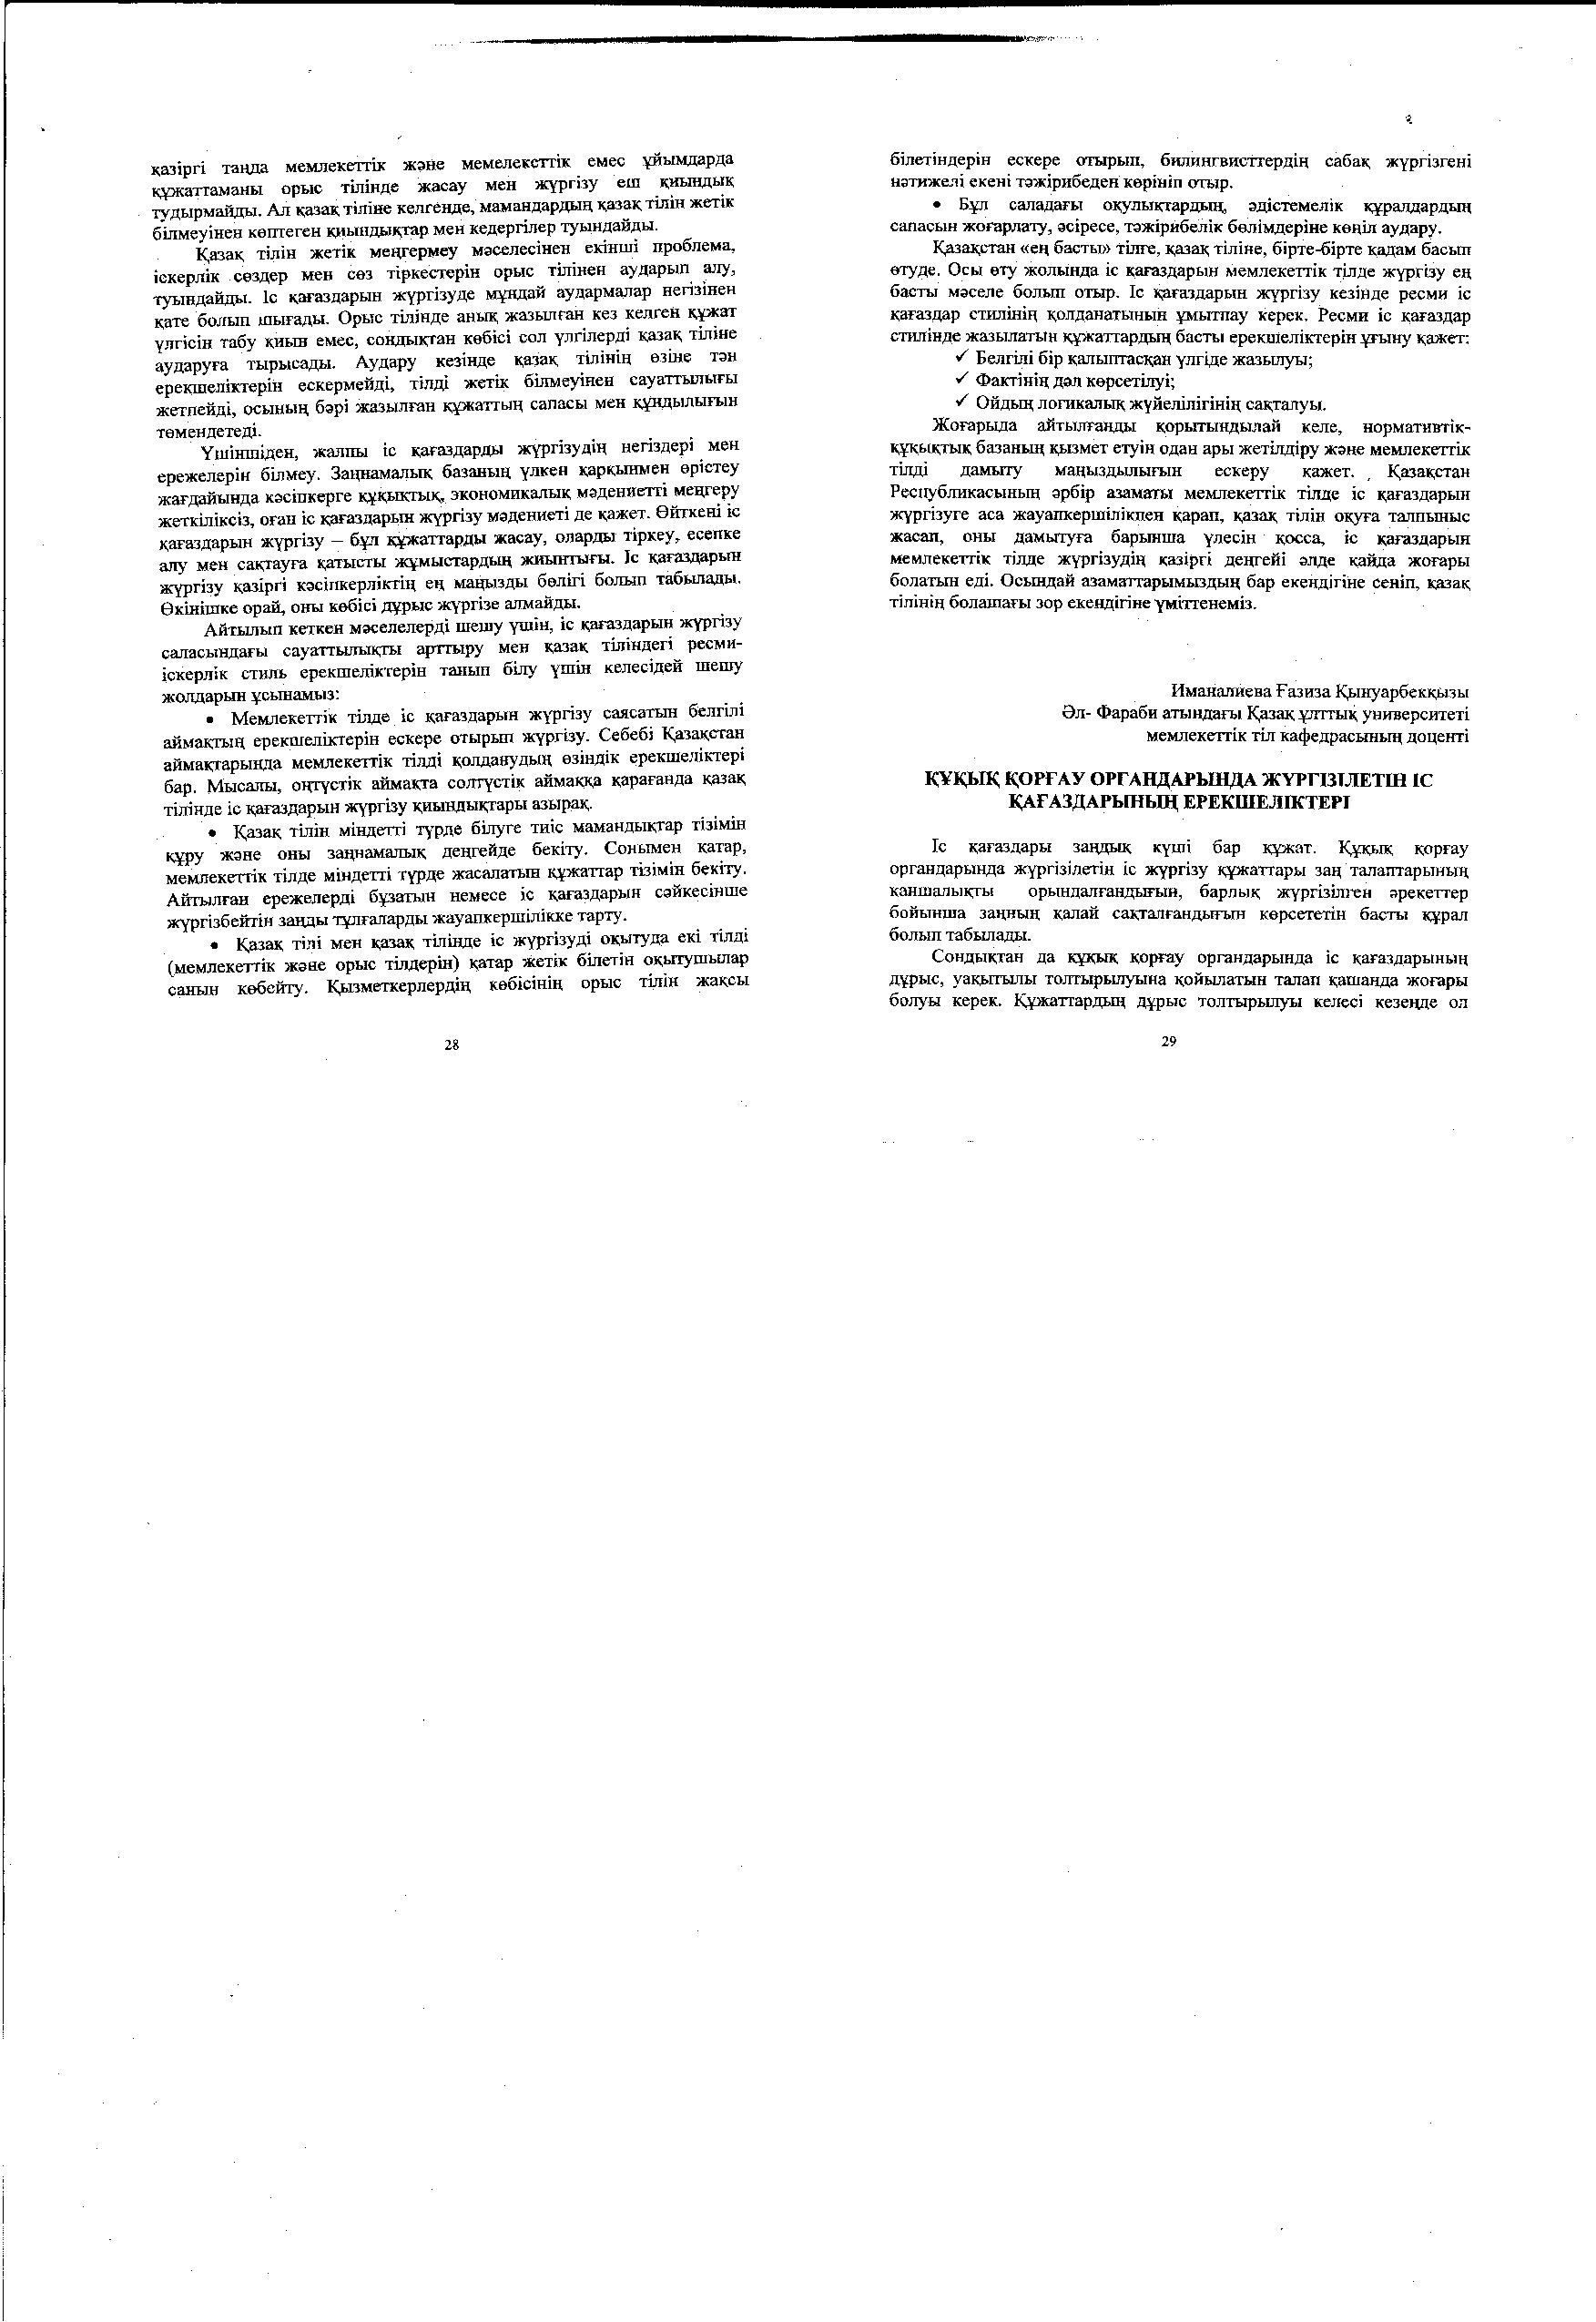 қазіргі таңда мемлекеттік және мемелекеттік емес ұйымдарда
құжаттаманы орыс тілінде жасау мен жүргізу еш қиындық
тудырмайды. Ал қазақ тіліне келгенде, мамандардың қазақ тілін жетік
білмеуінен көптеген қиындықтар мен кедергілер туындайды.
Қазақ тілін жетік меңгермеу мәселесінен екінші проблема,
іскерлік сөздер мен сөз тіркестерін орыс тілінен аударып алу,
туындайды. Іс қағаздарын жүргізуде мұндай аудармалар негізінен
қате болып шығады. Орыс тілінде анық жазылған кез келген құжат
үлгісін табу қиын емес, сондықтан көбісі сол үлгілерді қазақ тіліне
аударуға тырысады. Аудару кезінде қазақ тілінің өзіне тән
ерекшеліктерін ескермейді, тілді жетік білмеуінен сауаттылығы
жетпейді, осының бәрі жазылған құжаттың сапасы мен құндылығын
төмендетеді.
Үшіншіден, жалпы іс қағаздарды жүргізудің негіздері мен
ережелерін білмеу. Заңнамалық базаның үлкен қарқынмен өрістеу
жағдайында кәсіпкерге құқықтық, экономикалық мәдениетті меңгеру
жеткіліксіз, оған іс қағаздарын жүргізу мәдениеті де қажет. Өйткені іс
қағаздарын жүргізу – бұл құжаттарды жасау, оларды тіркеу, есепке
алу мен сақтауға қатысты жұмыстардың жиынтығы. Іс қағаздарын
жүргізу қазіргі кәсіпкерліктің ең маңызды бөлігі болып табылады.
Өкінішке орай, оны көбісі дұрыс жүргізе алмайды.
Айтылып кеткен мәселелерді шешу үшін, іс қағаздарын жүргізу
саласындағы сауаттылықты арттыру мен қазақ тіліндегі ресми-
іскерлік стиль ерекшеліктерін танып білу үшін келесідей шешу
жолдарын ұсынамыз:
• Мемлекеттік тілде іс қағаздарын жүргізу саясатын белгілі
аймақтың ерекшеліктерін ескере отырып жүргізу. Себебі Қазақстан
аймақтарында мемлекеттік тілді қолданудың өзіндік ерекшеліктері
бар. Мысалы, оңтүстік аймақта солтүстік аймакка қарағанда қазақ
тілінде іс қағаздарын жүргізу қиындықтары азырақ.
• Қазақ тілін міндетті түрде білуге тиіс мамандықтар тізімін
құру және оны заңнамалық деңгейде бекіту. Сонымен қатар,
мемлекеттік тілде міндетті түрде жасалатын құжаттар тізімін бекіту.
Айтылған ережелерді бұзатын немесе іс қағаздарын сәйкесінше
жүргізбейтін заңды тұлғаларды жауапкершілікке тарту.
• Қазақ тілі мен қазақ тілінде іс жүргізуді оқытуда екі тілді
(мемлекеттік және орыс тілдерін) қатар жетік білетін оқытушылар
санын көбейту. Қызметкерлердің көбісінің орыс тілін жақсы
28
білетіндерін ескере отырып, билингвисттердің сабақ жүргізгені
нәтижелі екені тәжірибеден көрініп отыр.
• Бұл саладағы оқулықтардың, әдістемелік құралдардың
сапасын жоғарлату, әсіресе, тәжірибелік бөлімдеріне көңіл аудару.
Қазақстан «ең басты» тілге, қазақ тіліне, бірте-бірте қадам басып
өтуде. Осы өту жолында іс қағаздарын мемлекеттік тілде жүргізу ең
басты мәселе болып отыр. Іс қағаздарын жүргізу кезінде ресми іс
қағаздар стилінің қолданатынын ұмытпау керек. Ресми іс қағаздар
стилінде жазылатын құжаттардың басты ерекшеліктерін ұғыну қажет:
✓ Белгілі бір қалыптасқан үлгіде жазылуы;
✓ Фактінің дәл көрсетілуі;
✓ Ойдың логикалық жүйелілігінің сақталуы.
Жоғарыда айтылғанды қорытындылай келе, нормативтік-
құқықтық базаның қызмет етуін одан ары жетілдіру және мемлекеттік
тілді дамыту маңыздылығын ескеру қажет. Қазақстан
Республикасының әрбір азаматы мемлекеттік тілде іс қағаздарын
жүргізуге аса жауапкершілікпен қарап, қазақ тілін оқуға талпыныс
жасап, оны дамытуға барынша үлесін қосса, іс қағаздарын
мемлекеттік тілде жүргізудің қазіргі деңгейі әлде қайда жоғары
болатын еді. Осындай азаматтарымыздың бар екендігіне сеніп, қазақ
тілінің болашағы зор екендігіне үміттенеміз.
Иманалиева Ғазиза Қынуарбекқызы
Әл- Фараби атындағы Қазақ ұлттық университеті
мемлекеттік тіл кафедрасының доценті
ҚҰҚЫҚ ҚОРҒАУ ОРГАНДАРЫНДА ЖҮРГІЗІЛЕТІН ІС
ҚАҒАЗДАРЫНЫҢ ЕРЕКШЕЛІКТЕРІ
Іс қағаздары заңдық күші бар құжат. Құқық қорғау
органдарында жүргізілетін іс жүргізу құжаттары заң талаптарының
каншалықты орындалғандығын, барлық жүргізілген әрекеттер
бойынша заңның қалай сақталғандығын көрсететін басты құрал
болып табылады.
Сондықтан да құқық қорғау органдарында іс қағаздарының
дұрыс, уақытылы толтырылуына қойылатын талап қашанда жоғары
болуы керек. Құжаттардың дұрыс толтырылуы келесі кезеңде ол
29